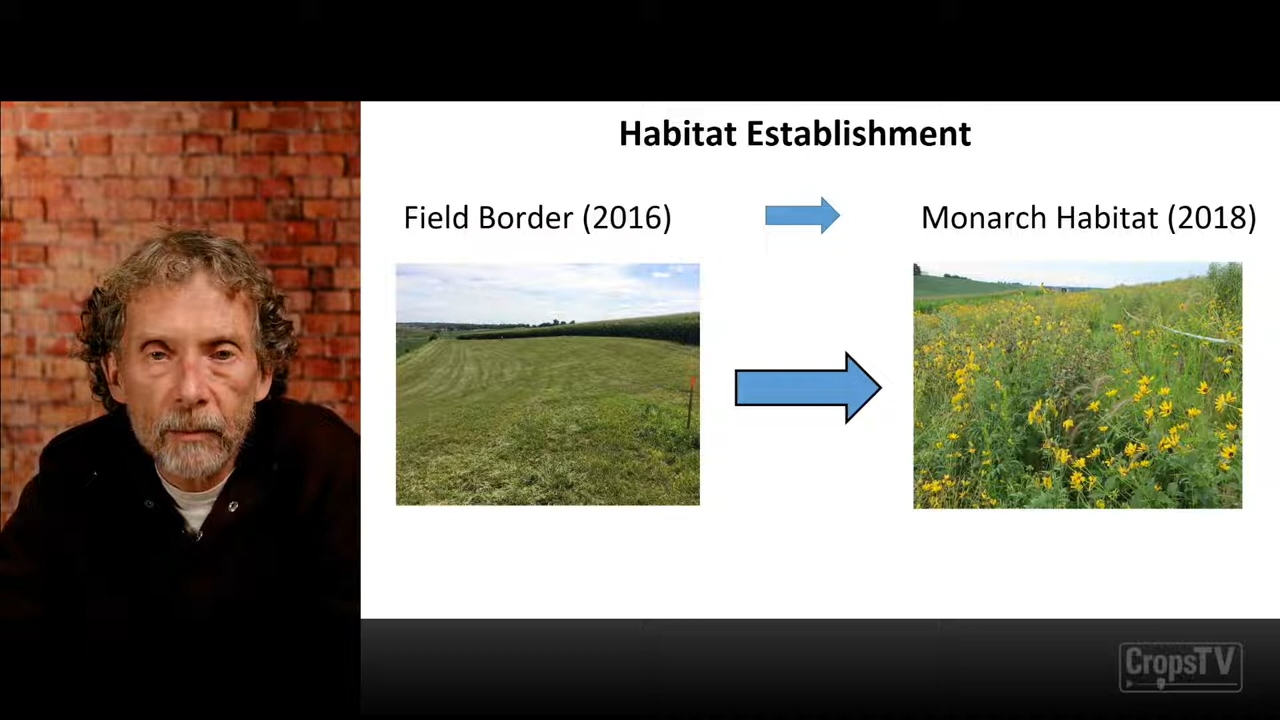 Habitat Establishment
Field Border (2016)
Monarch Habitat (2018)
CropsTV